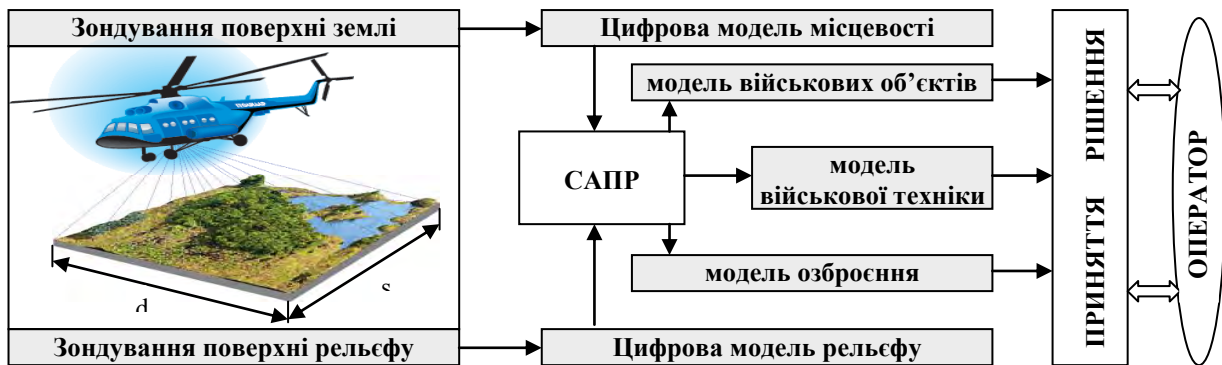 Зондування поверхні землі
Цифрова модель місцевості
модель військових об’єктів
САПР
модель
військової техніки
модель озброєння
d
s
Зондування поверхні рельєфу
Цифрова модель рельєфу
ПРИНЯТТЯ РІШЕННЯ
ОПЕРАТОР